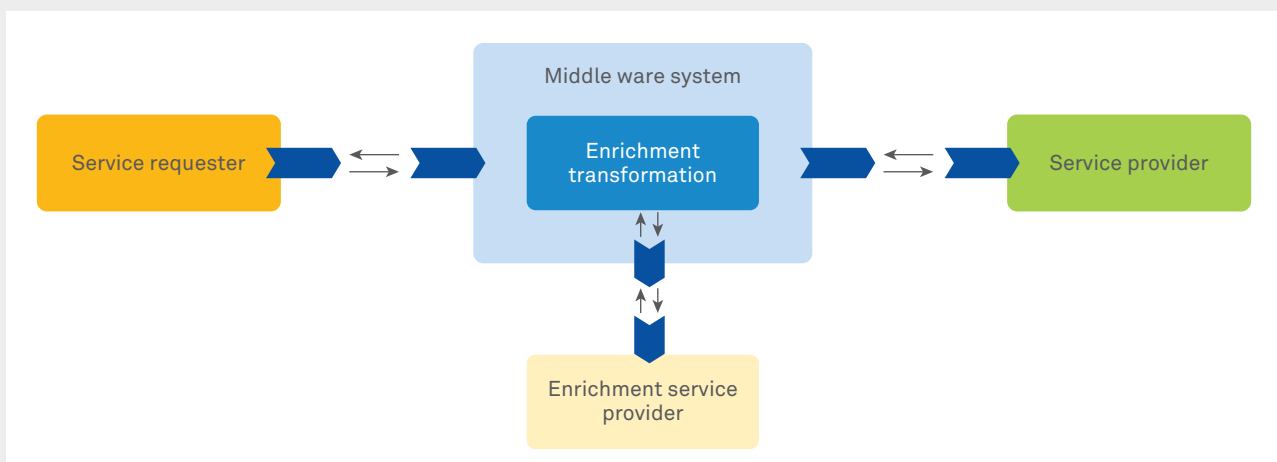 Middle ware system
Service requester
Enrichment
transformation
Service provider
Enrichment service
provider